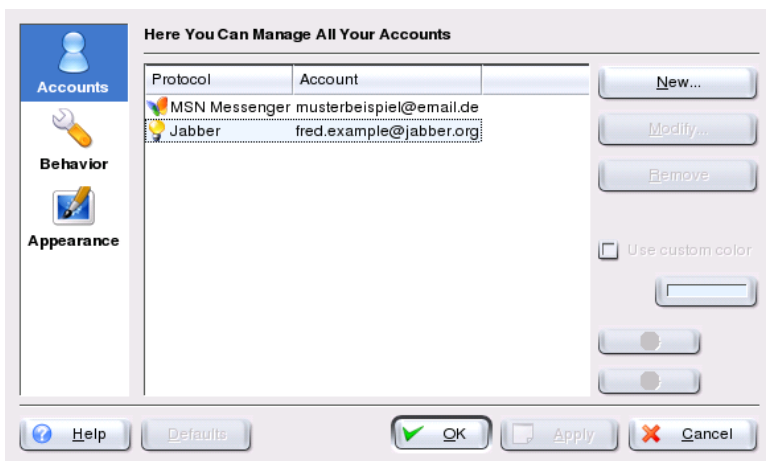 Here You Can Manage All Your Accounts
Accounts
Behavior
Appearance
Protocol Account
MSN Messenger musterbeispiel@email.de
Jabber fred.example@jabber.org
New...
Modify...
Remove
Use custom color
Help Defaults OK Apply Cancel